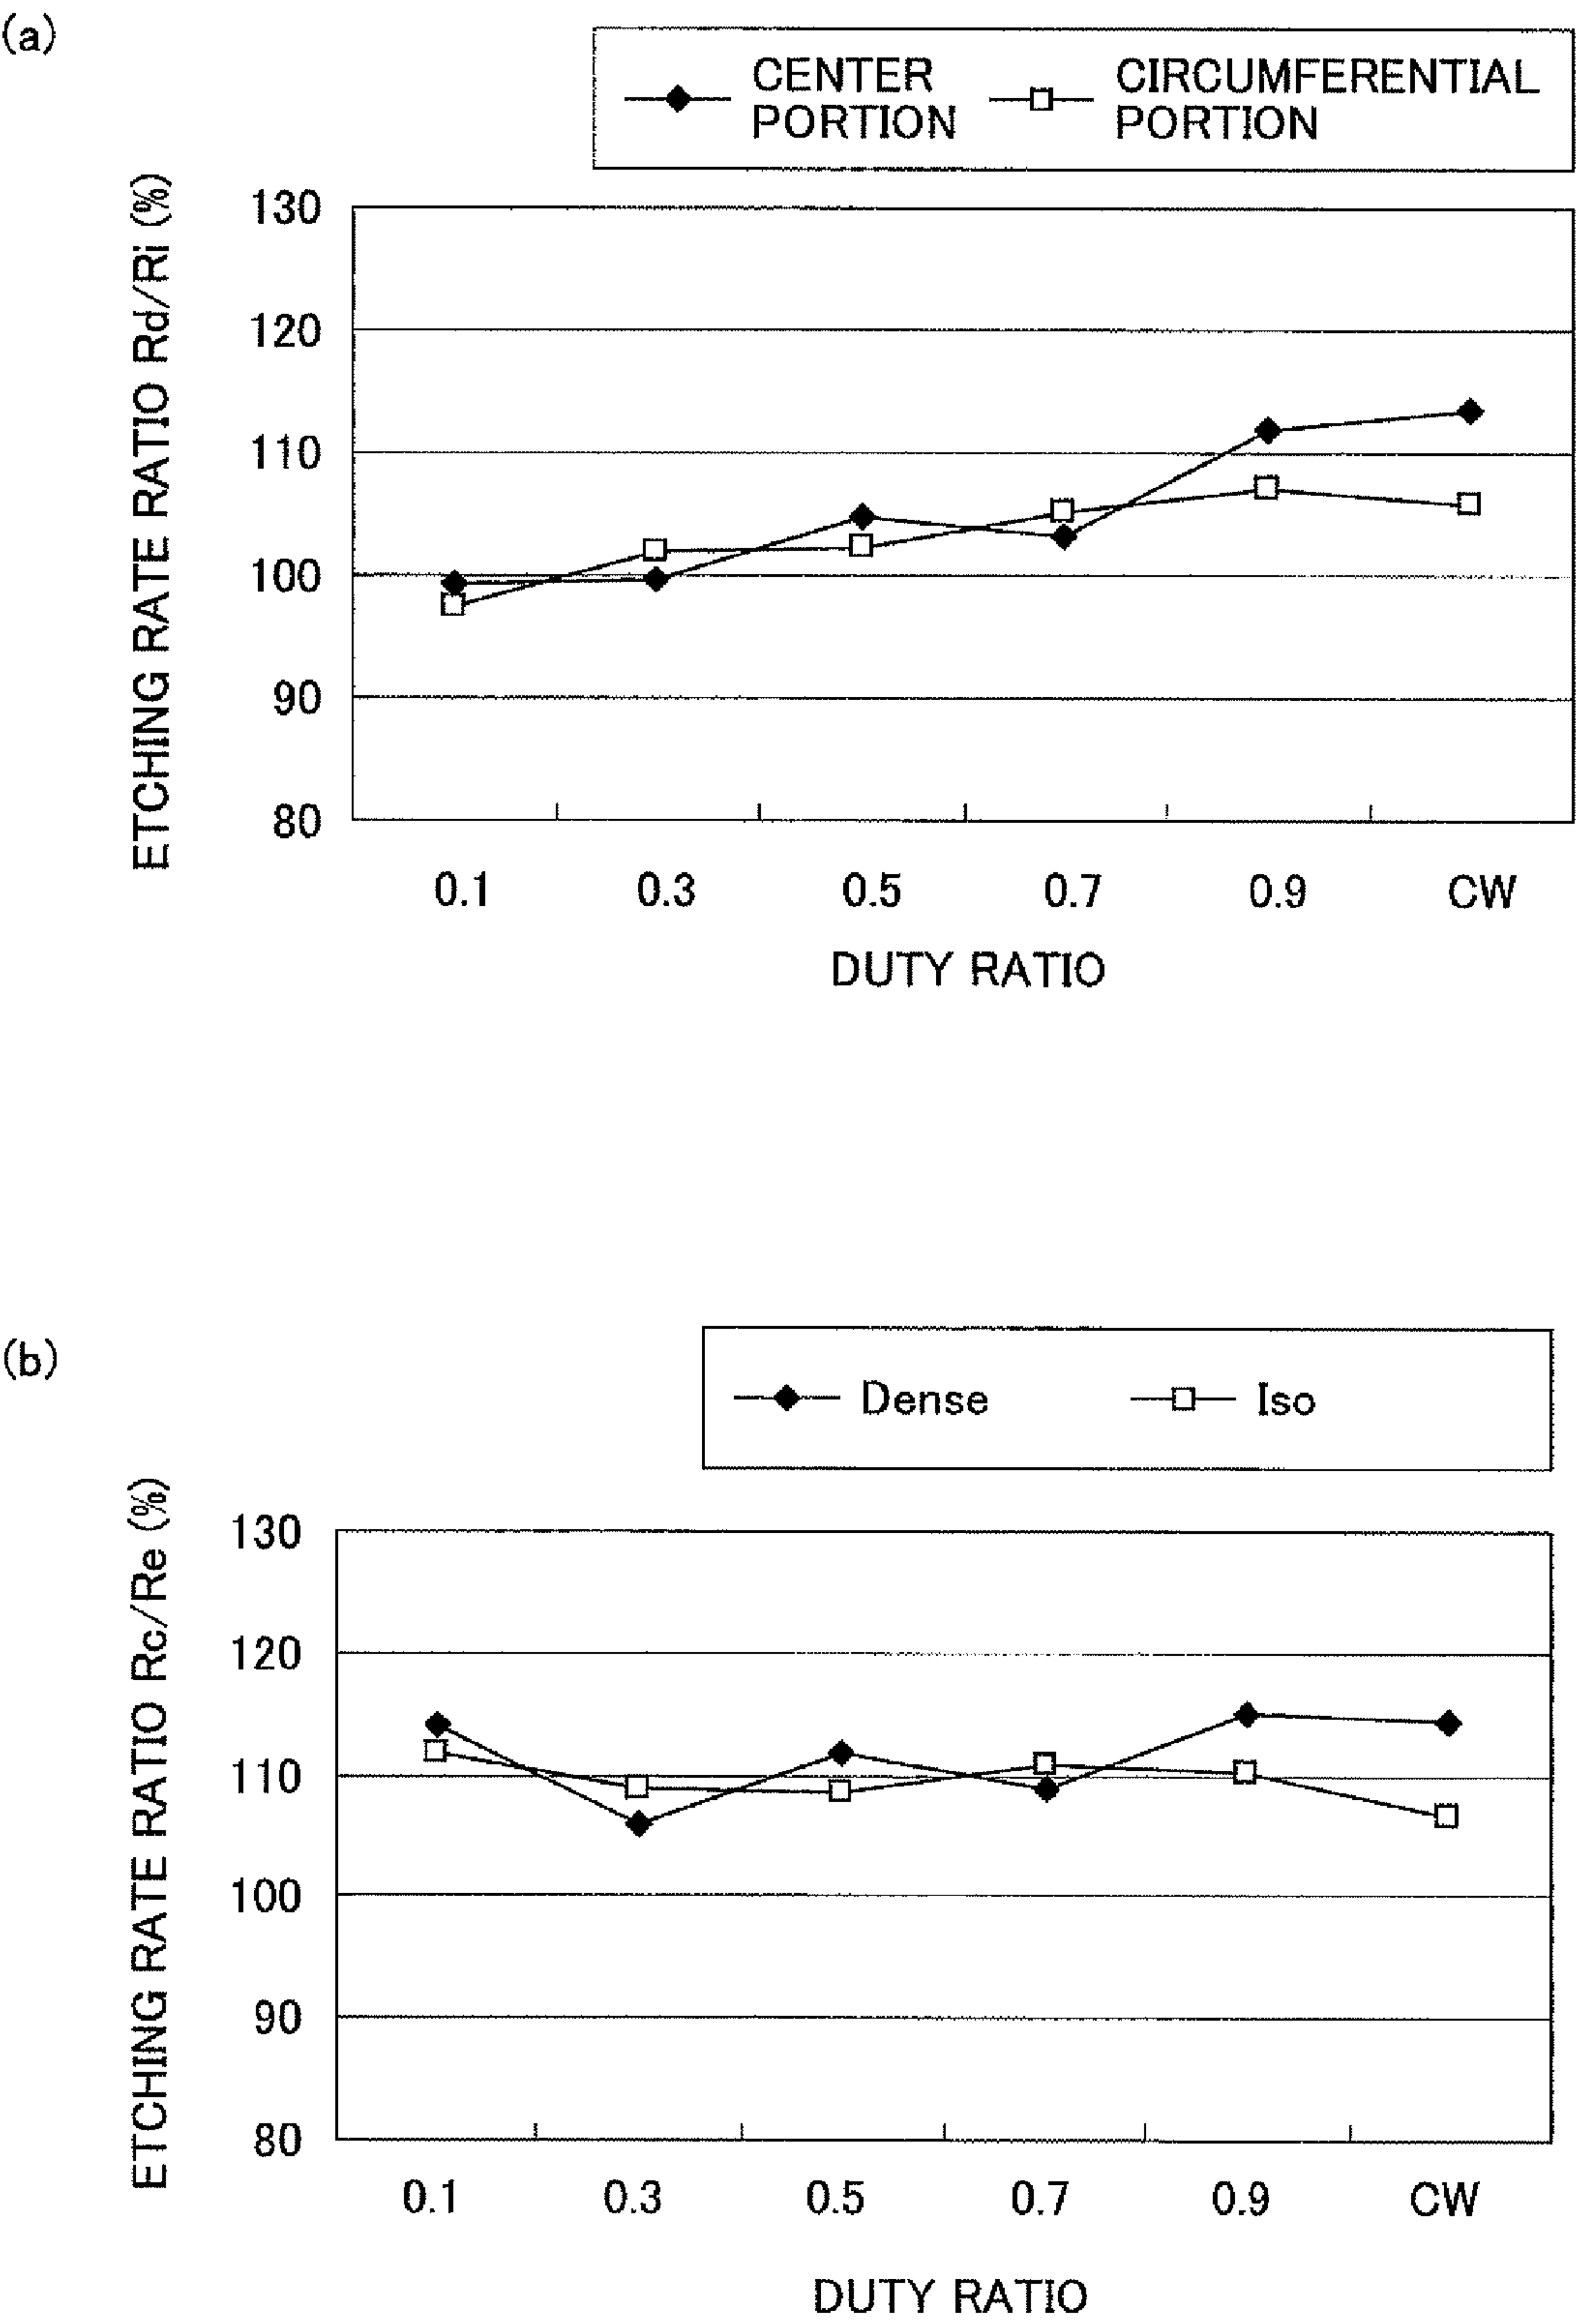 (a)
CENTER
PORTION
CIRCUMFERENTIAL
PORTION
ETCHING RATE RATIO Rd/Ri (%)
130
120
110
100
90
80
0.1 0.3 0.5 0.7 0.9 CW
DUTY RATIO
(b)
Dense Iso
ETCHING RATE RATIO Rc/Re (%)
130
120
110
100
90
80
0.1 0.3 0.5 0.7 0.9 CW
DUTY RATIO